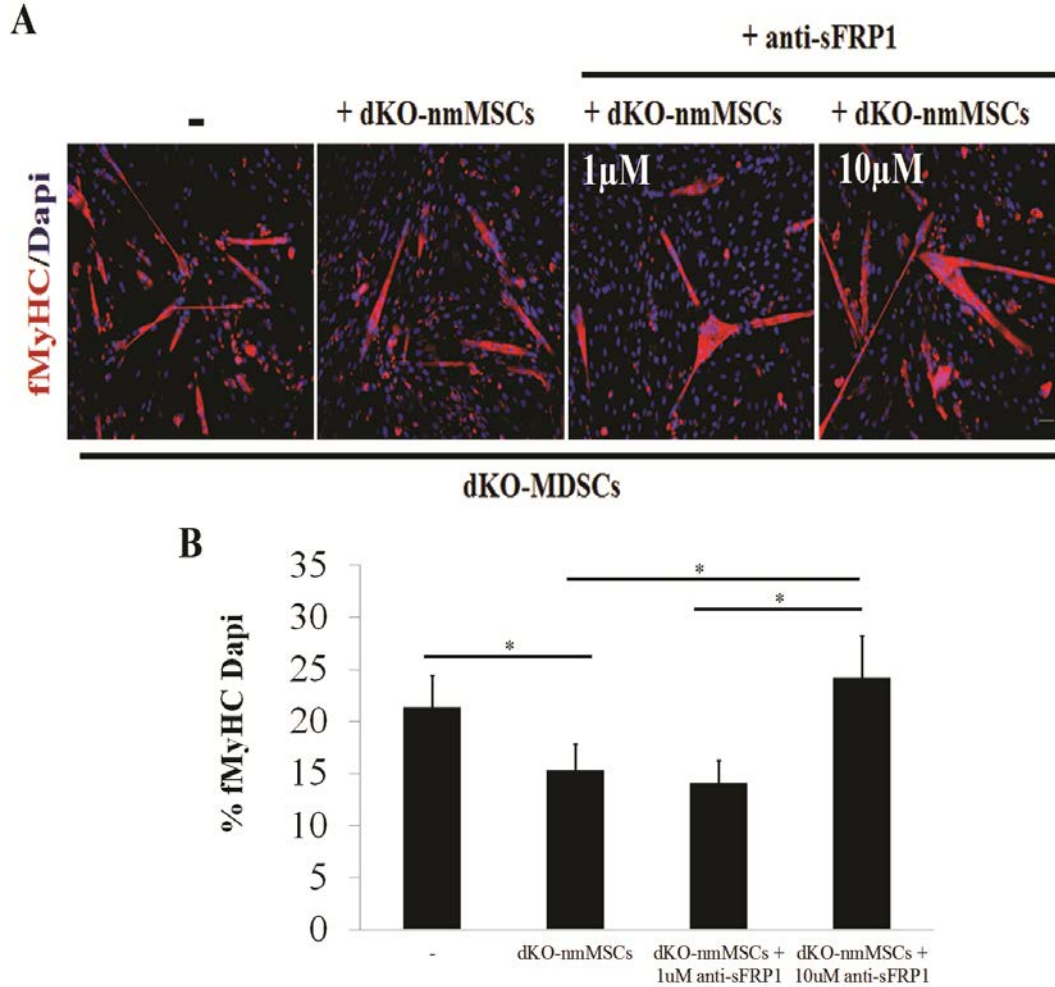 A
+ anti-sFRP1
-
+ dKO-nmMSCs
+ dKO-nmMSCs
+ dKO-nmMSCs
1µM
10µM
fMyHC/Dapi
dKO-MDSCs
B
% fMyHC Dapi
35
30
25
20
15
10
5
0
*
*
*
-
dKO-nmMSCs
dKO-nmMSCs +
1uM anti-sFRP1
dKO-nmMSCs +
10uM anti-sFRP1